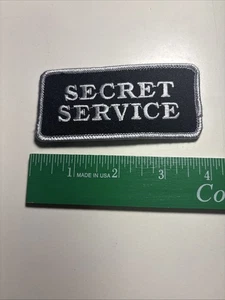 SECRET
SERVICE
1 MADE IN USA 2 3 4
Co